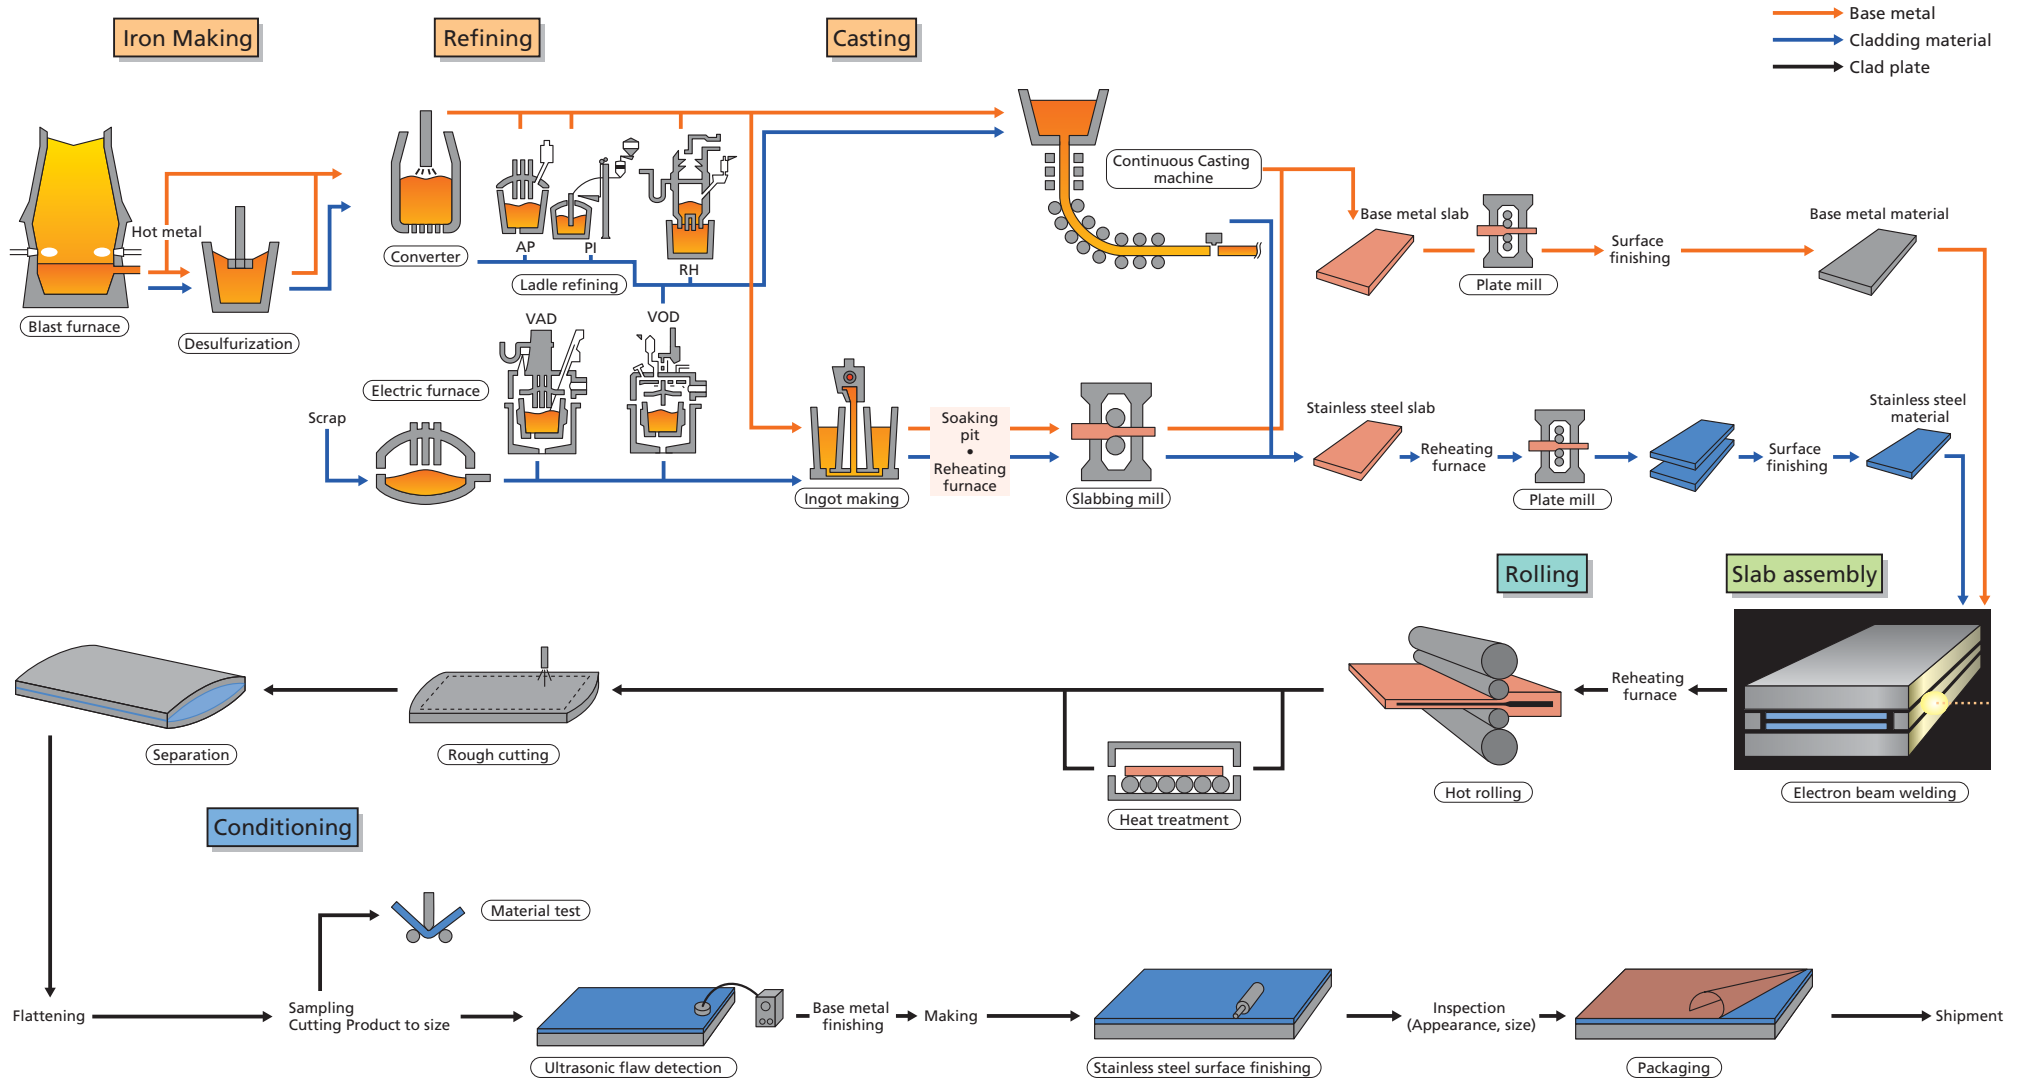 Iron Making
Refining
Casting
Base metal
Cladding material
Clad plate
Hot metal
Blast furnace
Desulfurization
Converter
AP
PI
RH
Ladle refining
VAD
VOD
Electric furnace
Scrap
Continuous Casting
machine
Ingot making
Soaking
pit
•
Reheating
furnace
Slabbing mill
Base metal slab
Plate mill
Surface
finishing
Base metal material
Stainless steel slab
Reheating
furnace
Plate mill
Surface
finishing
Stainless steel
material
Rolling
Slab assembly
Separation
Rough cutting
Heat treatment
Hot rolling
Reheating
furnace
Electron beam welding
Conditioning
Material test
Flattening
Sampling
Cutting Product to size
Ultrasonic flaw detection
Base metal
finishing
Making
Stainless steel surface finishing
Inspection
(Appearance, size)
Packaging
Shipment